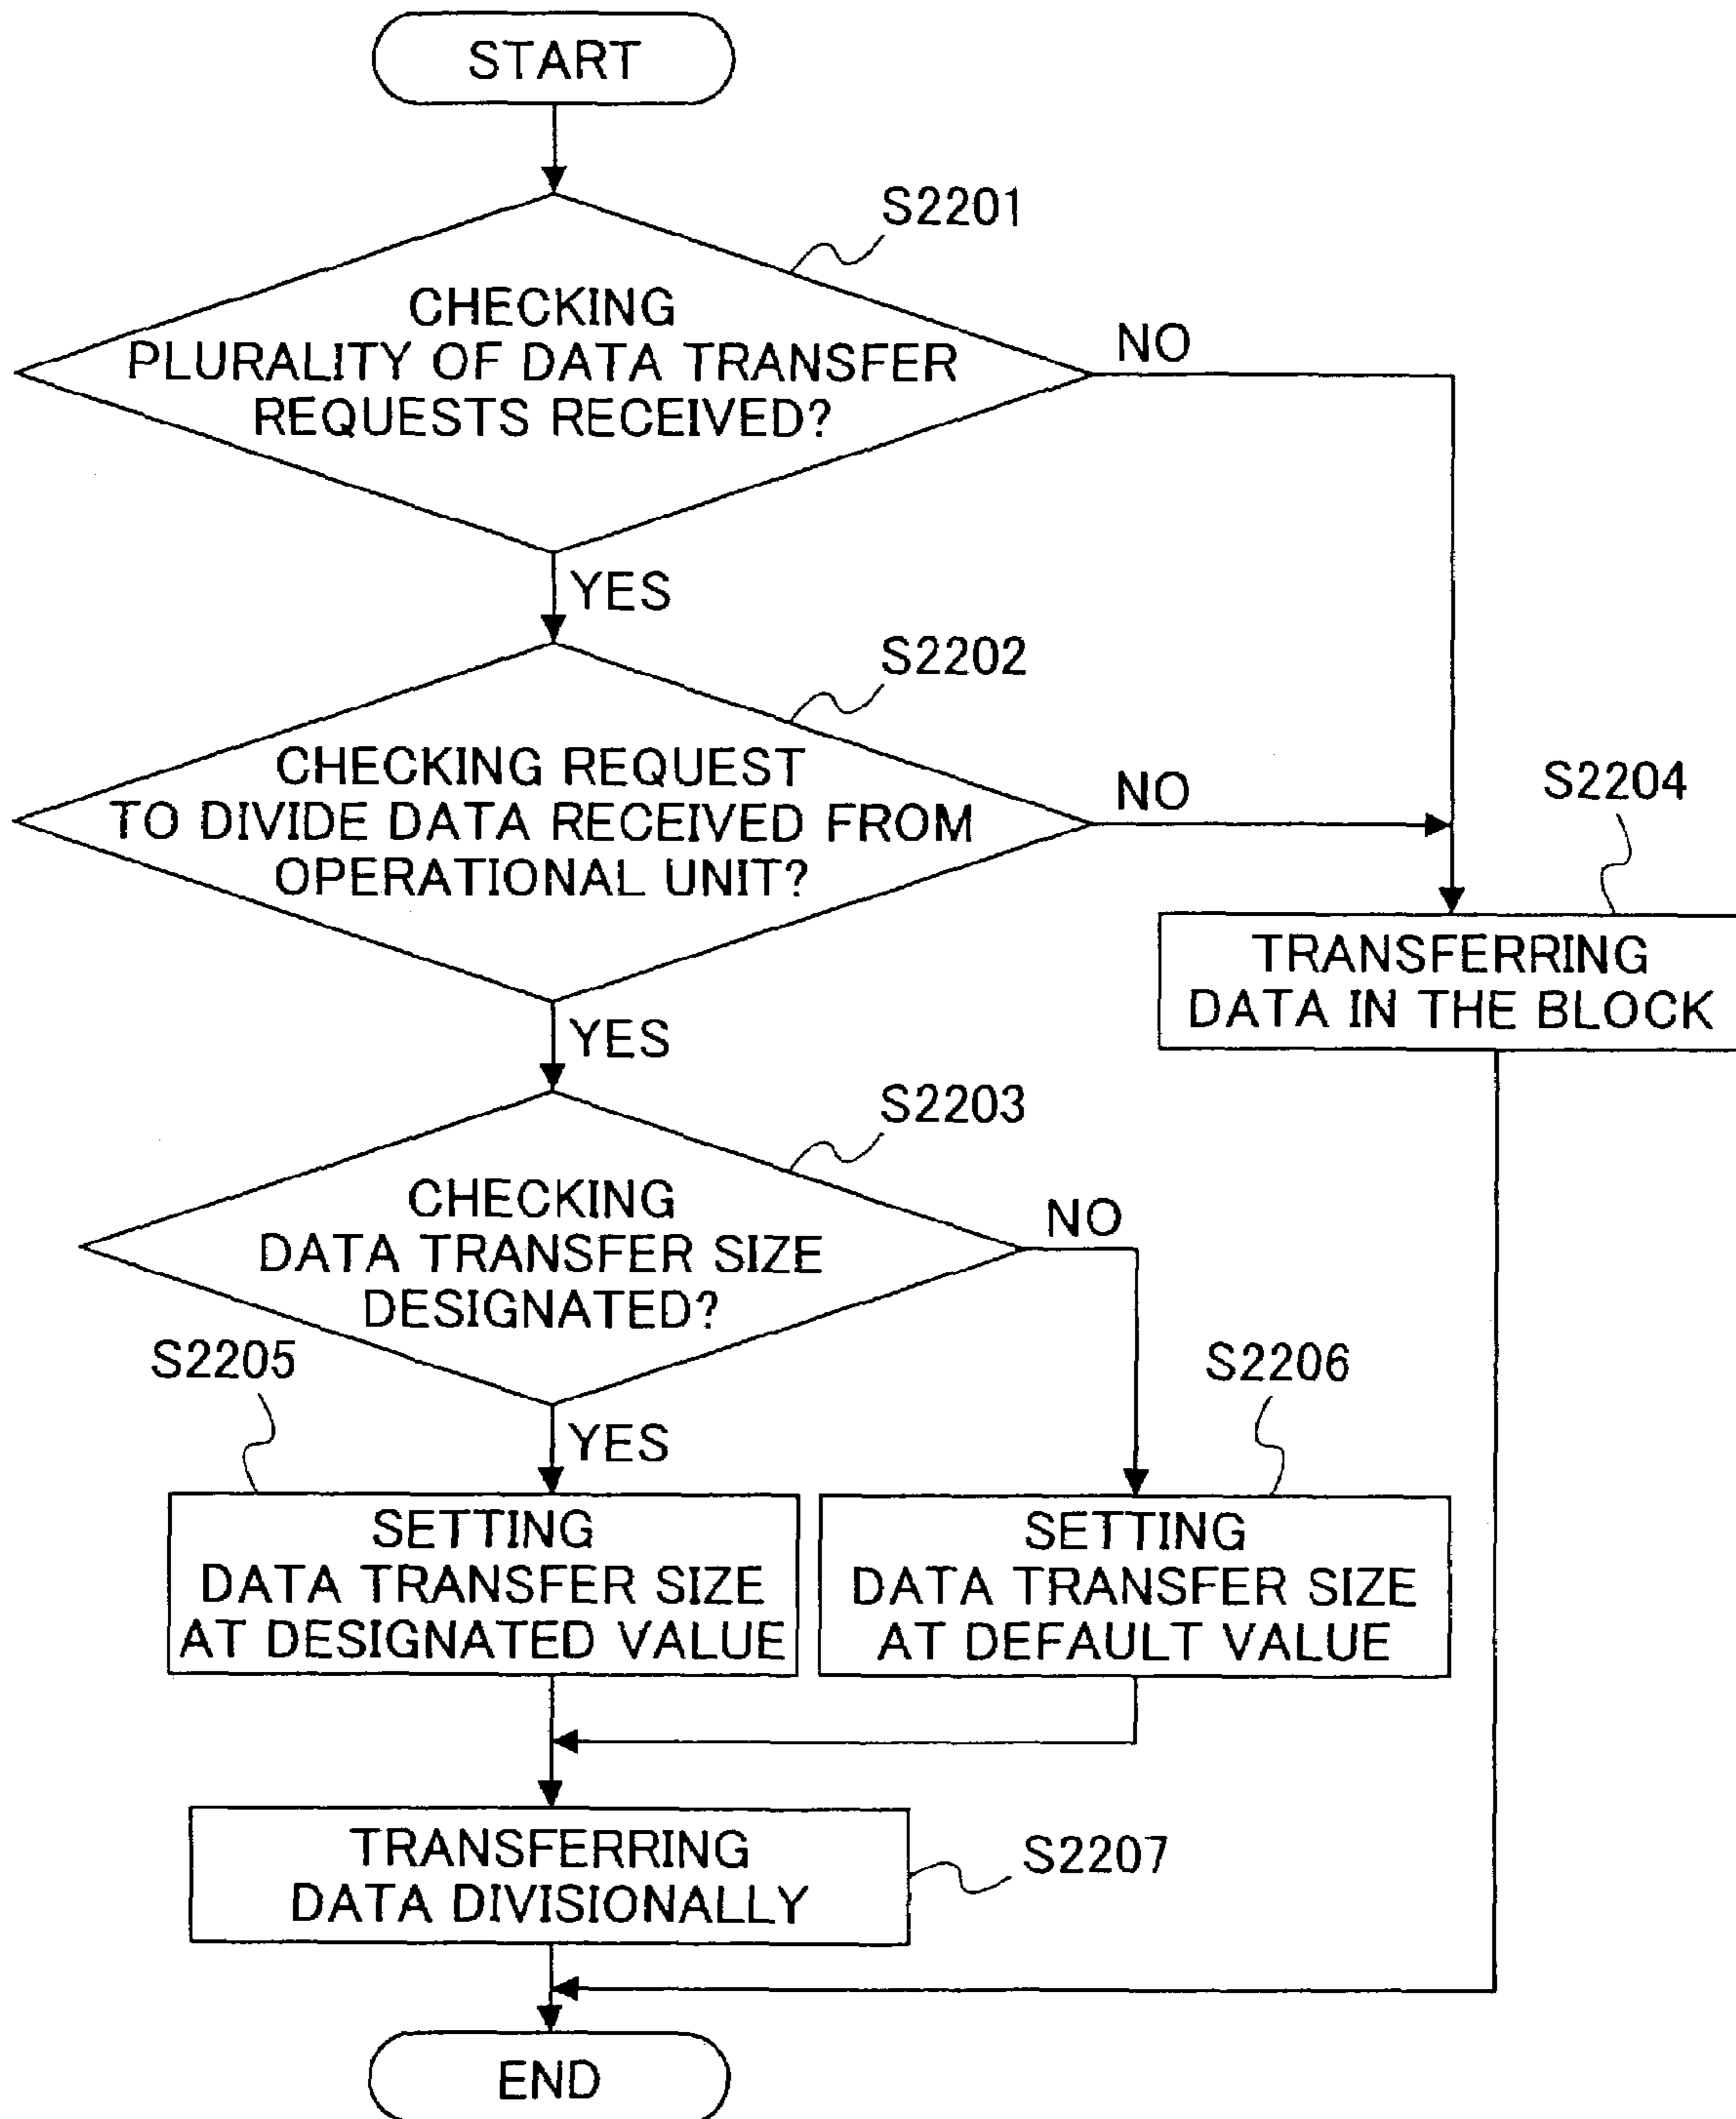 START
S2201
CHECKING
PLURALITY OF DATA TRANSFER
REQUESTS RECEIVED?
NO
YES
S2202
CHECKING REQUEST
TO DIVIDE DATA RECEIVED FROM
OPERATIONAL UNIT?
NO
S2204
TRANSFERRING
DATA IN THE BLOCK
YES
S2203
CHECKING
DATA TRANSFER SIZE
DESIGNATED?
NO
S2205
YES
S2206
SETTING
DATA TRANSFER SIZE
AT DESIGNATED VALUE
SETTING
DATA TRANSFER SIZE
AT DEFAULT VALUE
TRANSFERRING
DATA DIVISIONALLY
S2207
END